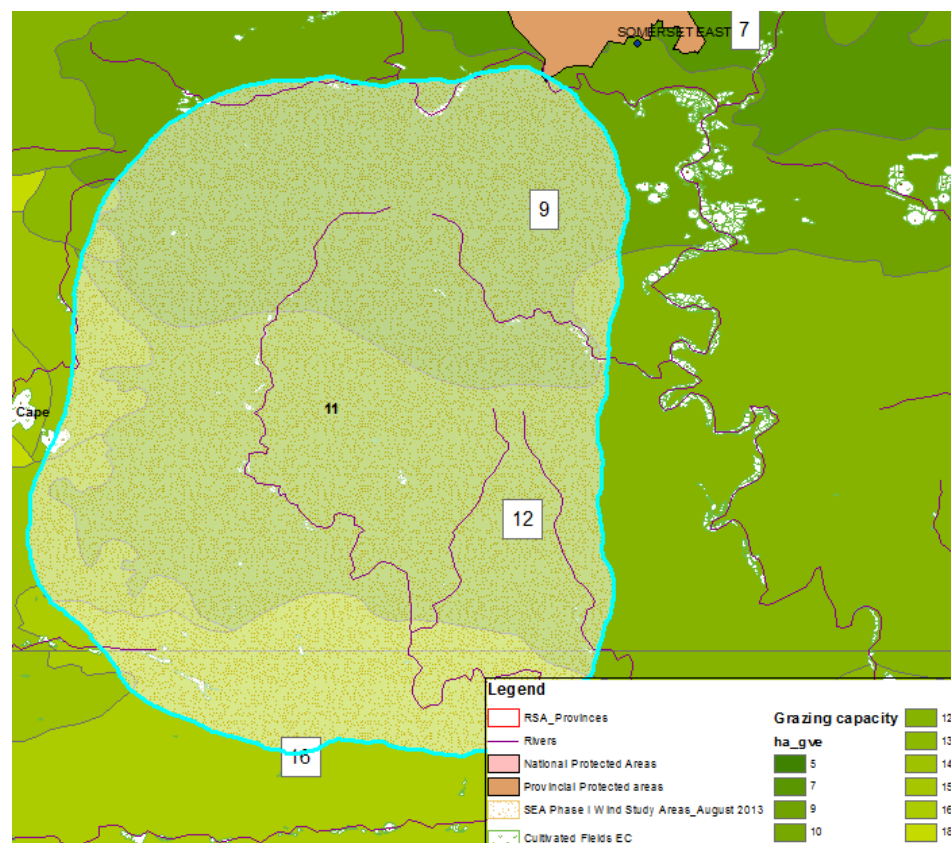 SOMERSET EAST
7
9
Cape
11
12
16
Legend
RSA_Provinces
Rivers
National Protected Areas
Provincial Protected areas
SEA Phase I Wind Study Areas_August 2013
Cultivated Fields EC
Grazing capacity
ha_gve
5
7
9
10
12
13
14
15
16
18